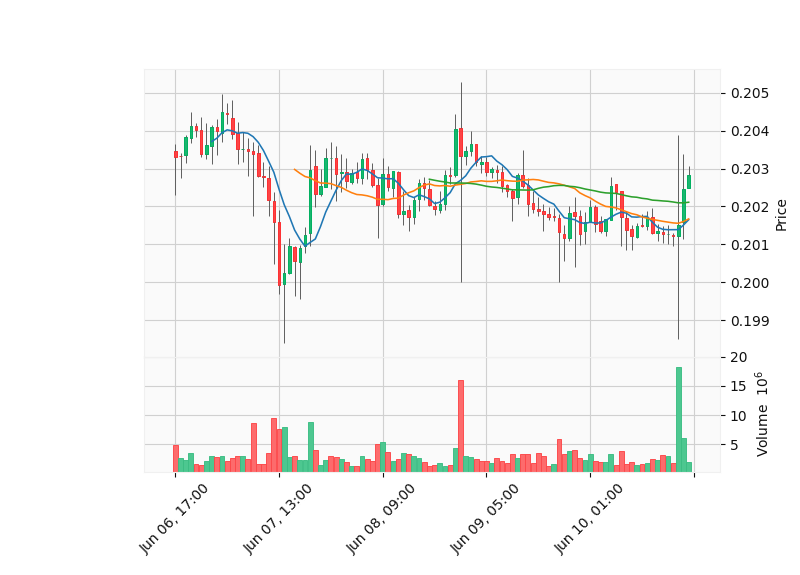 0.205
0.204
0.203
0.202
0.201
0.200
0.199
Price
20
15
10
5
Volume 10^6
Jun 06, 17:00
Jun 07, 13:00
Jun 08, 09:00
Jun 09, 05:00
Jun 10, 01:00